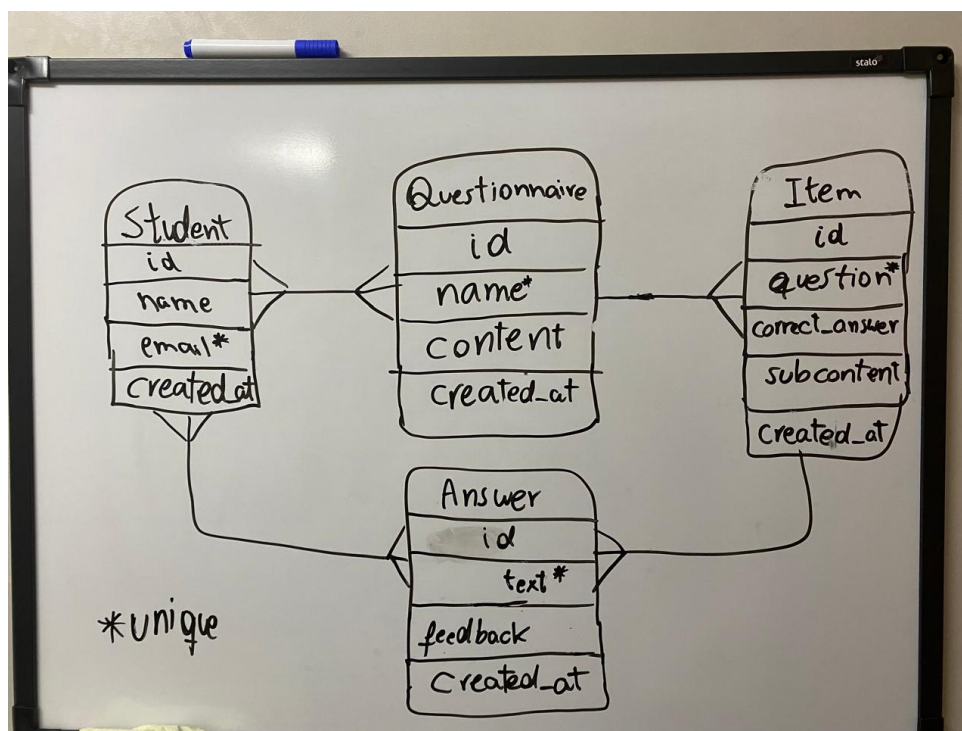 stalo
Student
id
name
email*
created_at
Questionnaire
id
name*
content
created_at
Item
id
question*
correct_answer
subcontent
created_at
Answer
id
text*
feedback
created_at
*unique